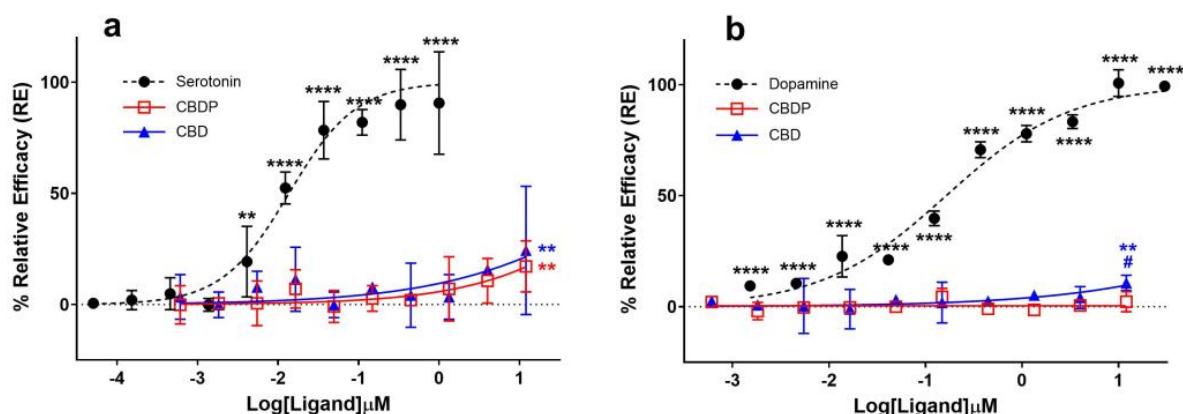 a
% Relative Efficacy (RE)
100
50
0
Serotonin
CBDP
CBD
**
****
****
****
****
****
**
**
-4 -3 -2 -1 0 1
Log[Ligand]μM
b
% Relative Efficacy (RE)
100
50
0
Dopamine
CBDP
CBD
****
****
****
****
****
****
****
****
****
****
**
#
-3 -2 -1 0 1
Log[Ligand]μM